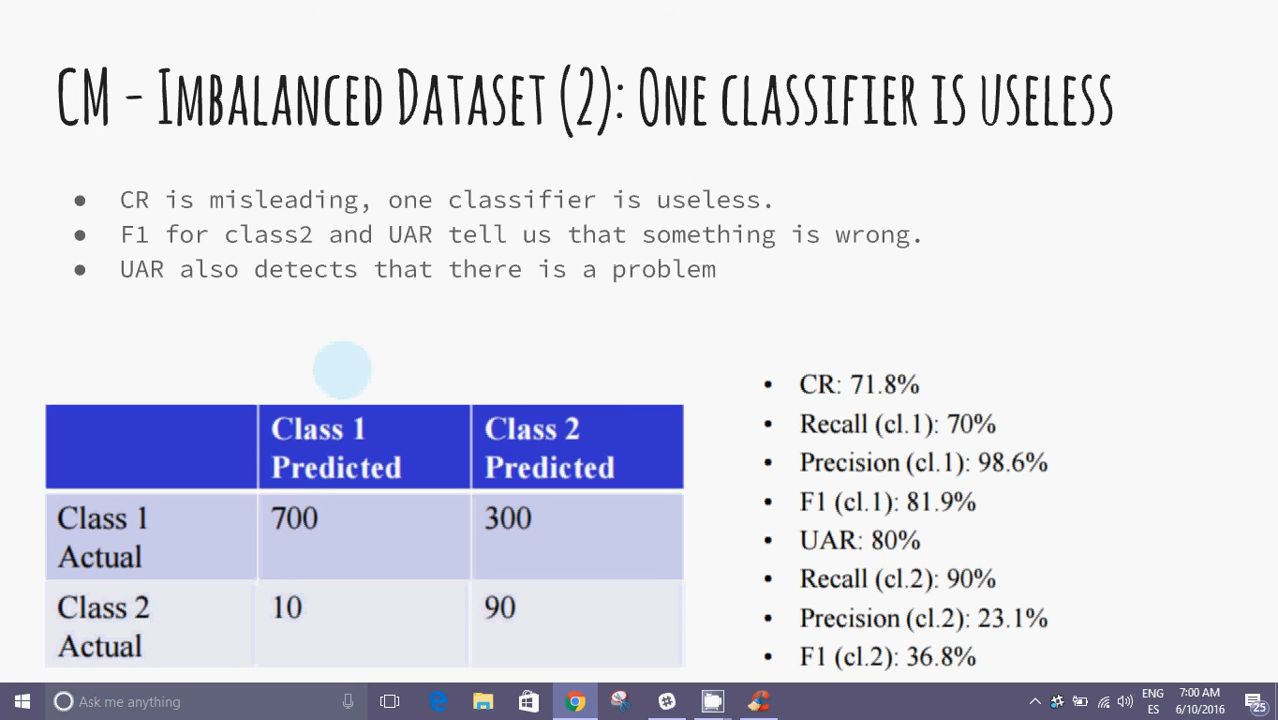 CM - Imbalanced Dataset (2): One classifier is useless
● CR is misleading, one classifier is useless.
● F1 for class2 and UAR tell us that something is wrong.
● UAR also detects that there is a problem
Class 1 Predicted
Class 2 Predicted
Class 1 Actual
700
300
Class 2 Actual
10
90
• CR: 71.8%
• Recall (cl.1): 70%
• Precision (cl.1): 98.6%
• F1 (cl.1): 81.9%
• UAR: 80%
• Recall (cl.2): 90%
• Precision (cl.2): 23.1%
• F1 (cl.2): 36.8%
Ask me anything
ENG
ES
7:00 AM
6/10/2016
25